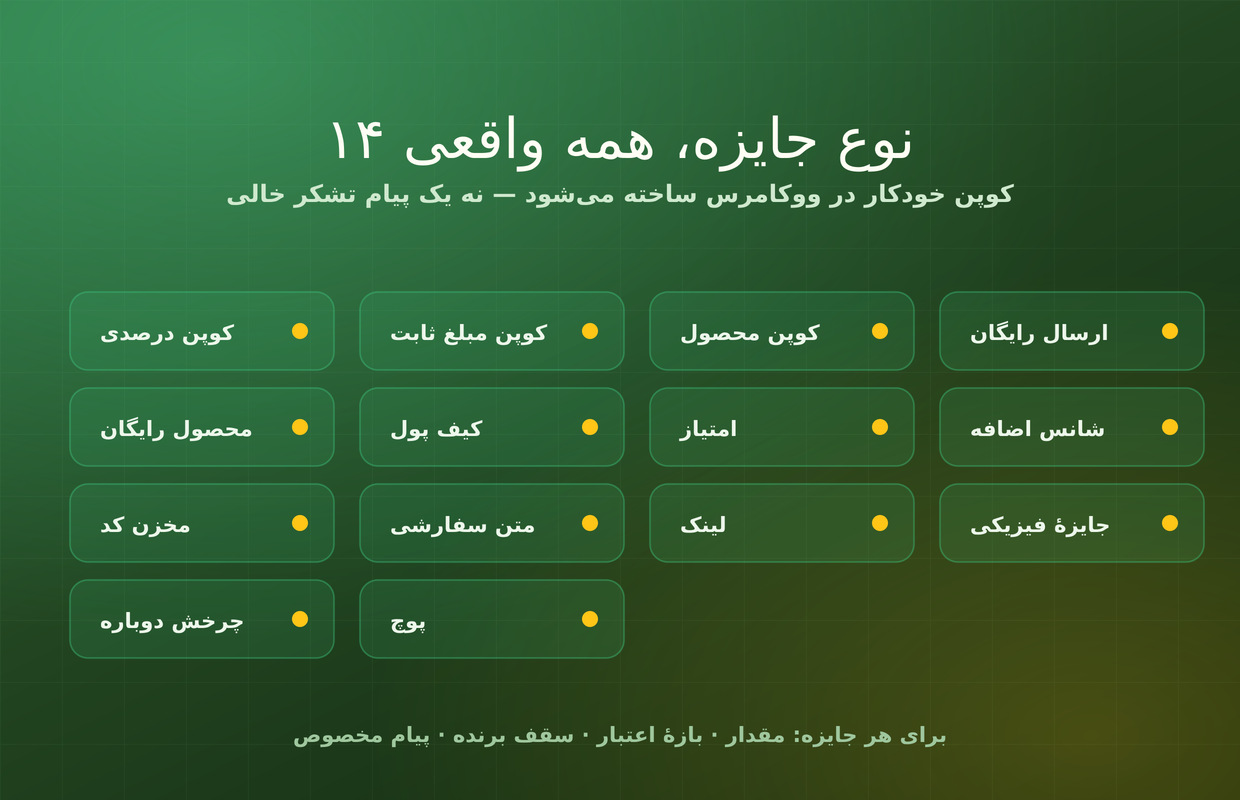 نوع جایزه، همه واقعی ۱۴
کوپن خودکار در ووکامرس ساخته می‌شود — نه یک پیام تشکر خالی
ارسال رایگان
کوپن محصول
کوپن مبلغ ثابت
کوپن درصدی
شانس اضافه
امتیاز
کیف پول
محصول رایگان
جایزهٔ فیزیکی
لینک
متن سفارشی
مخزن کد
پوچ
چرخش دوباره
برای هر جایزه: مقدار · بازهٔ اعتبار · سقف برنده · پیام مخصوص